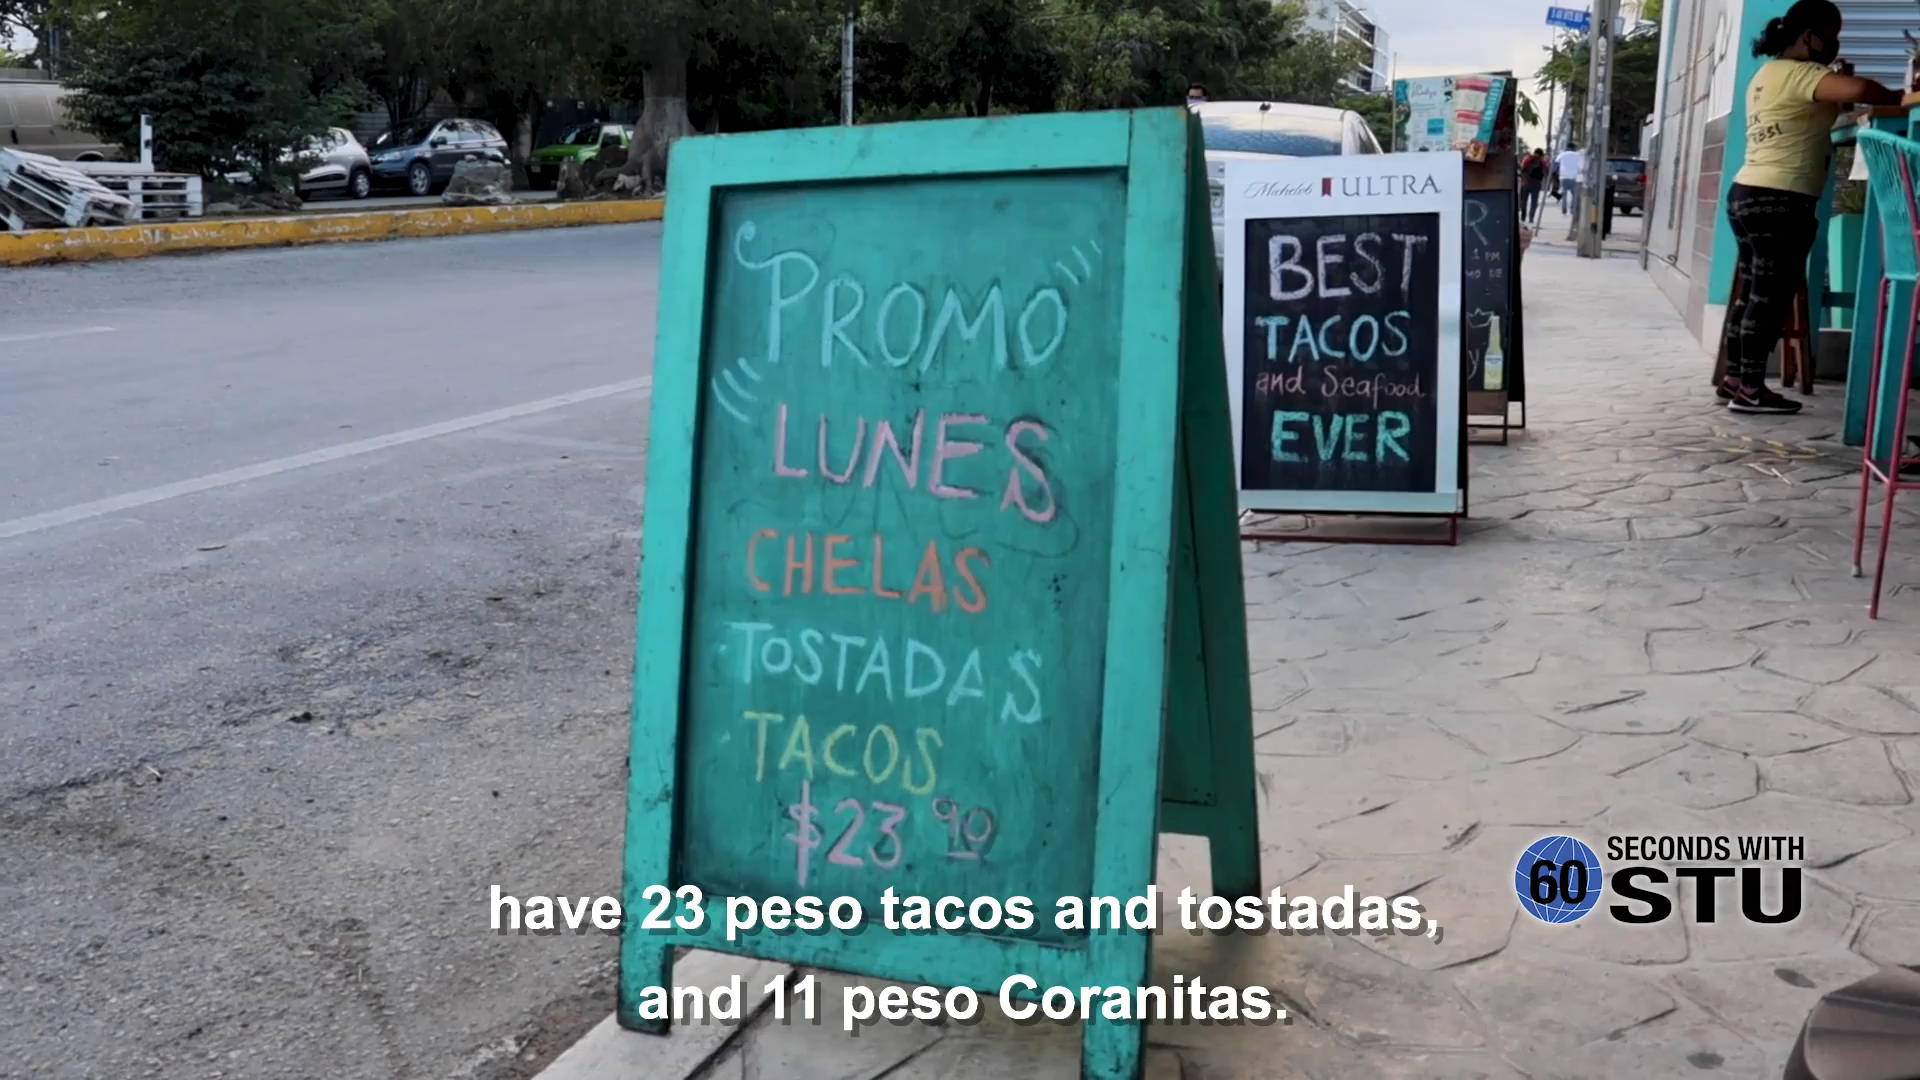 PROMO
LUNES
CHELAS
TOSTADAS
TACOS
$23 90
Michelob ULTRA
BEST
TACOS
and Seafood
EVER
60 SECONDS WITH
STU
have 23 peso tacos and tostadas,
and 11 peso Coranitas.